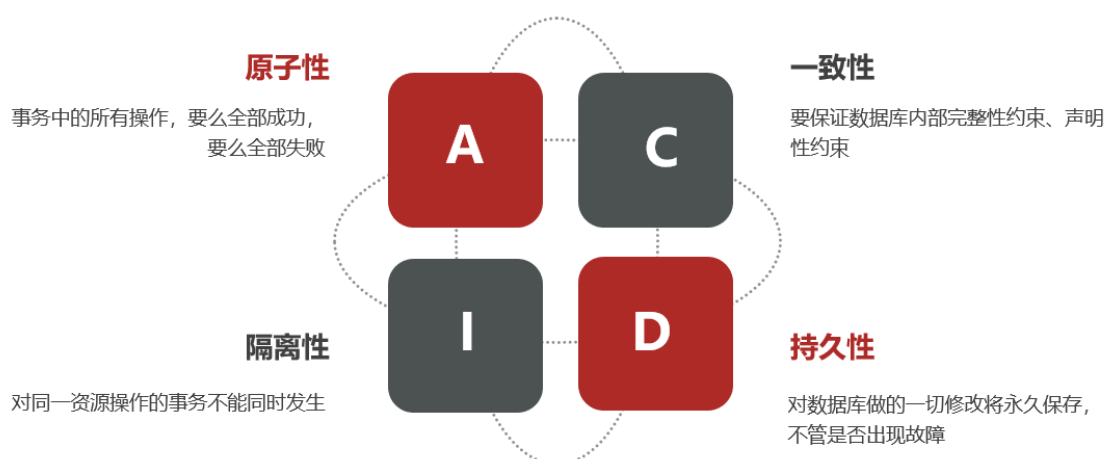 原子性
事务中的所有操作，要么全部成功，
要么全部失败
A
C
一致性
要保证数据库内部完整性约束、声明
性约束
隔离性
对同一资源操作的事务不能同时发生
I
D
持久性
对数据库做的一切修改将永久保存，
不管是否出现故障